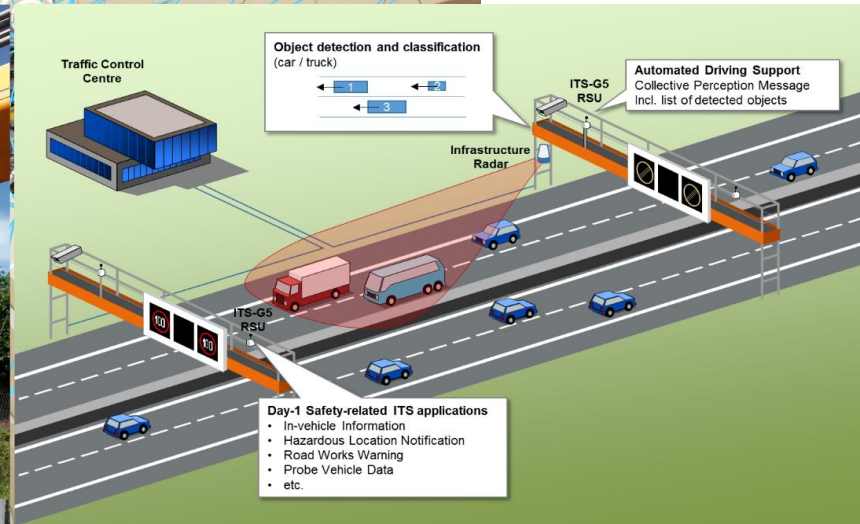 Traffic Control
Centre
Object detection and classification
(car / truck)
1
2
3
ITS-G5
RSU
Automated Driving Support
Collective Perception Message
Incl. list of detected objects
Infrastructure
Radar
ITS-G5
RSU
100
100
Day-1 Safety-related ITS applications
• In-vehicle Information
• Hazardous Location Notification
• Road Works Warning
• Probe Vehicle Data
• etc.